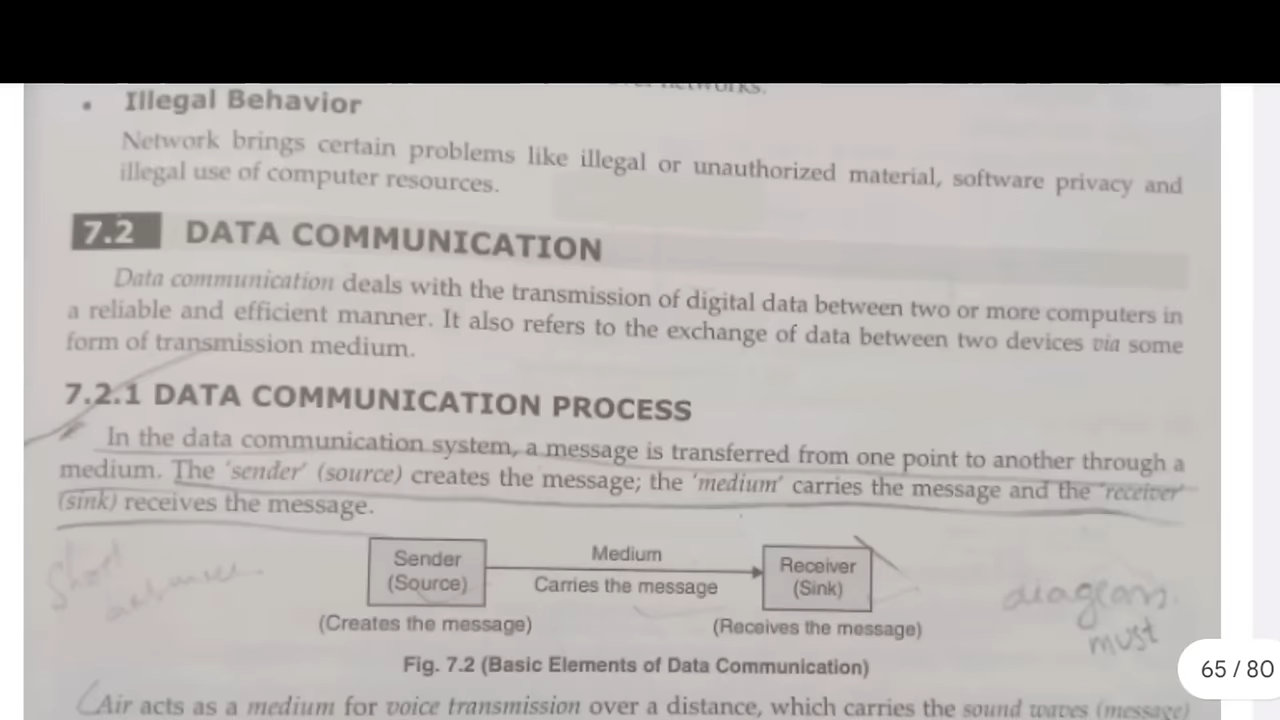 networks.
• Illegal Behavior
Network brings certain problems like illegal or unauthorized material, software privacy and
illegal use of computer resources.
7.2 DATA COMMUNICATION
Data communication deals with the transmission of digital data between two or more computers in
a reliable and efficient manner. It also refers to the exchange of data between two devices via some
form of transmission medium.
7.2.1 DATA COMMUNICATION PROCESS
In the data communication system, a message is transferred from one point to another through a
medium. The 'sender' (source) creates the message; the 'medium' carries the message and the 'receiver'
(sink) receives the message.
Sender
(Source)
Medium
Carries the message
Receiver
(Sink)
(Creates the message)
(Receives the message)
Short
diagram
must
Fig. 7.2 (Basic Elements of Data Communication)
65 / 80
Air acts as a medium for voice transmission over a distance, which carries the sound waves (message)